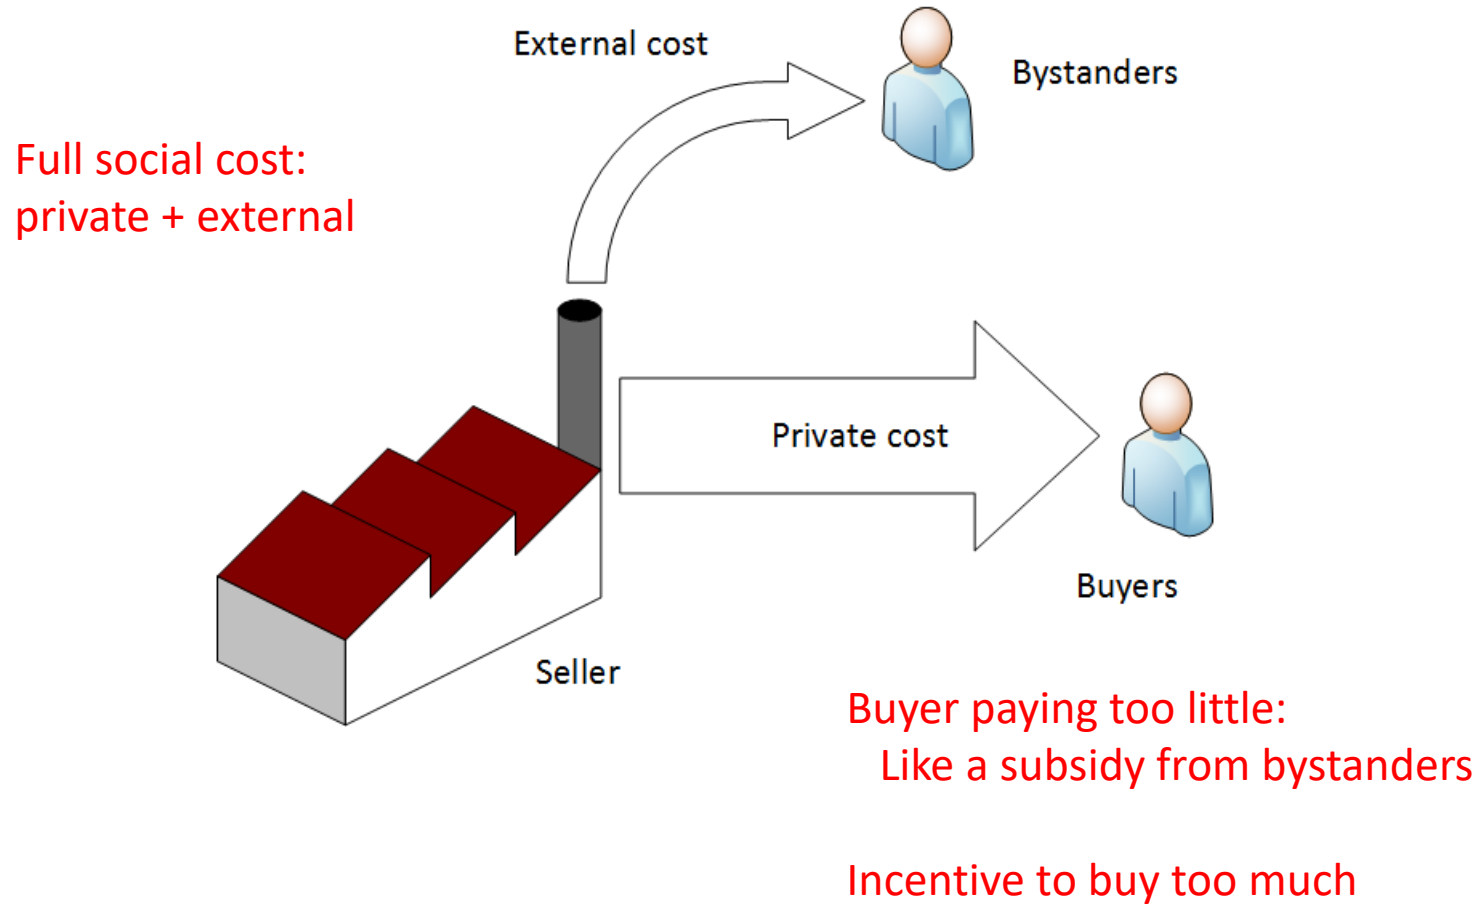 External cost
Bystanders
Full social cost:
private + external
Private cost
Buyers
Seller
Buyer paying too little:
Like a subsidy from bystanders
Incentive to buy too much